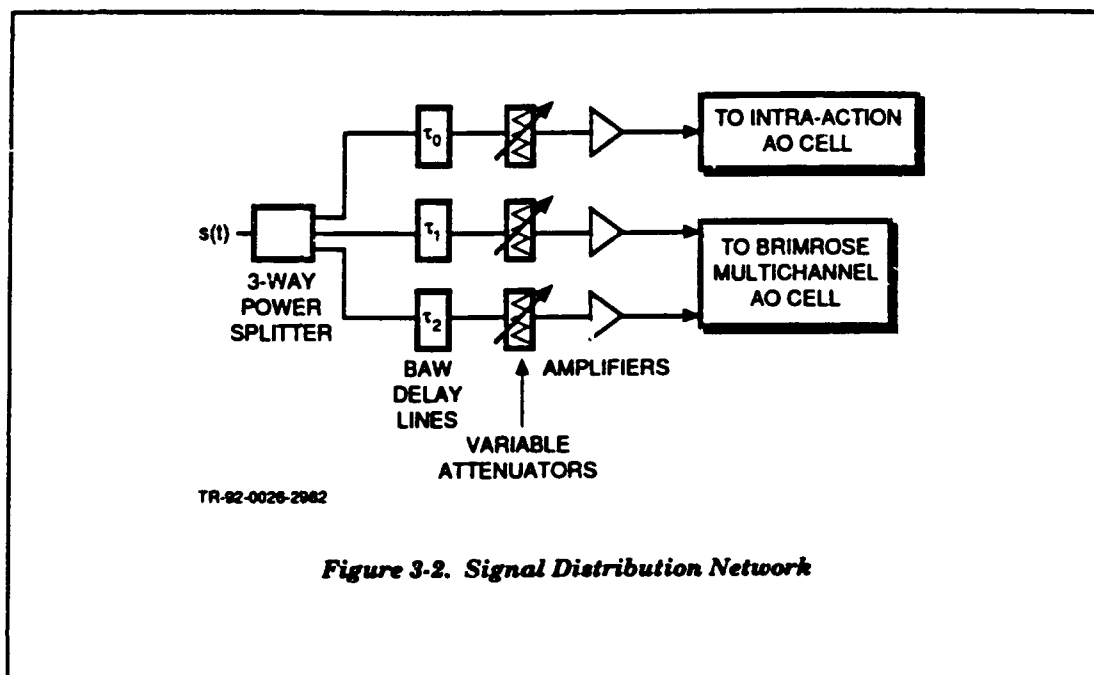 τ0
TO INTRA-ACTION
AO CELL
s(t)
τ1
3-WAY
POWER
SPLITTER
TO BRIMROSE
MULTICHANNEL
AO CELL
τ2
BAW
DELAY
LINES
AMPLIFIERS
VARIABLE
ATTENUATORS
TR-92-0026-2962
Figure 3-2. Signal Distribution Network